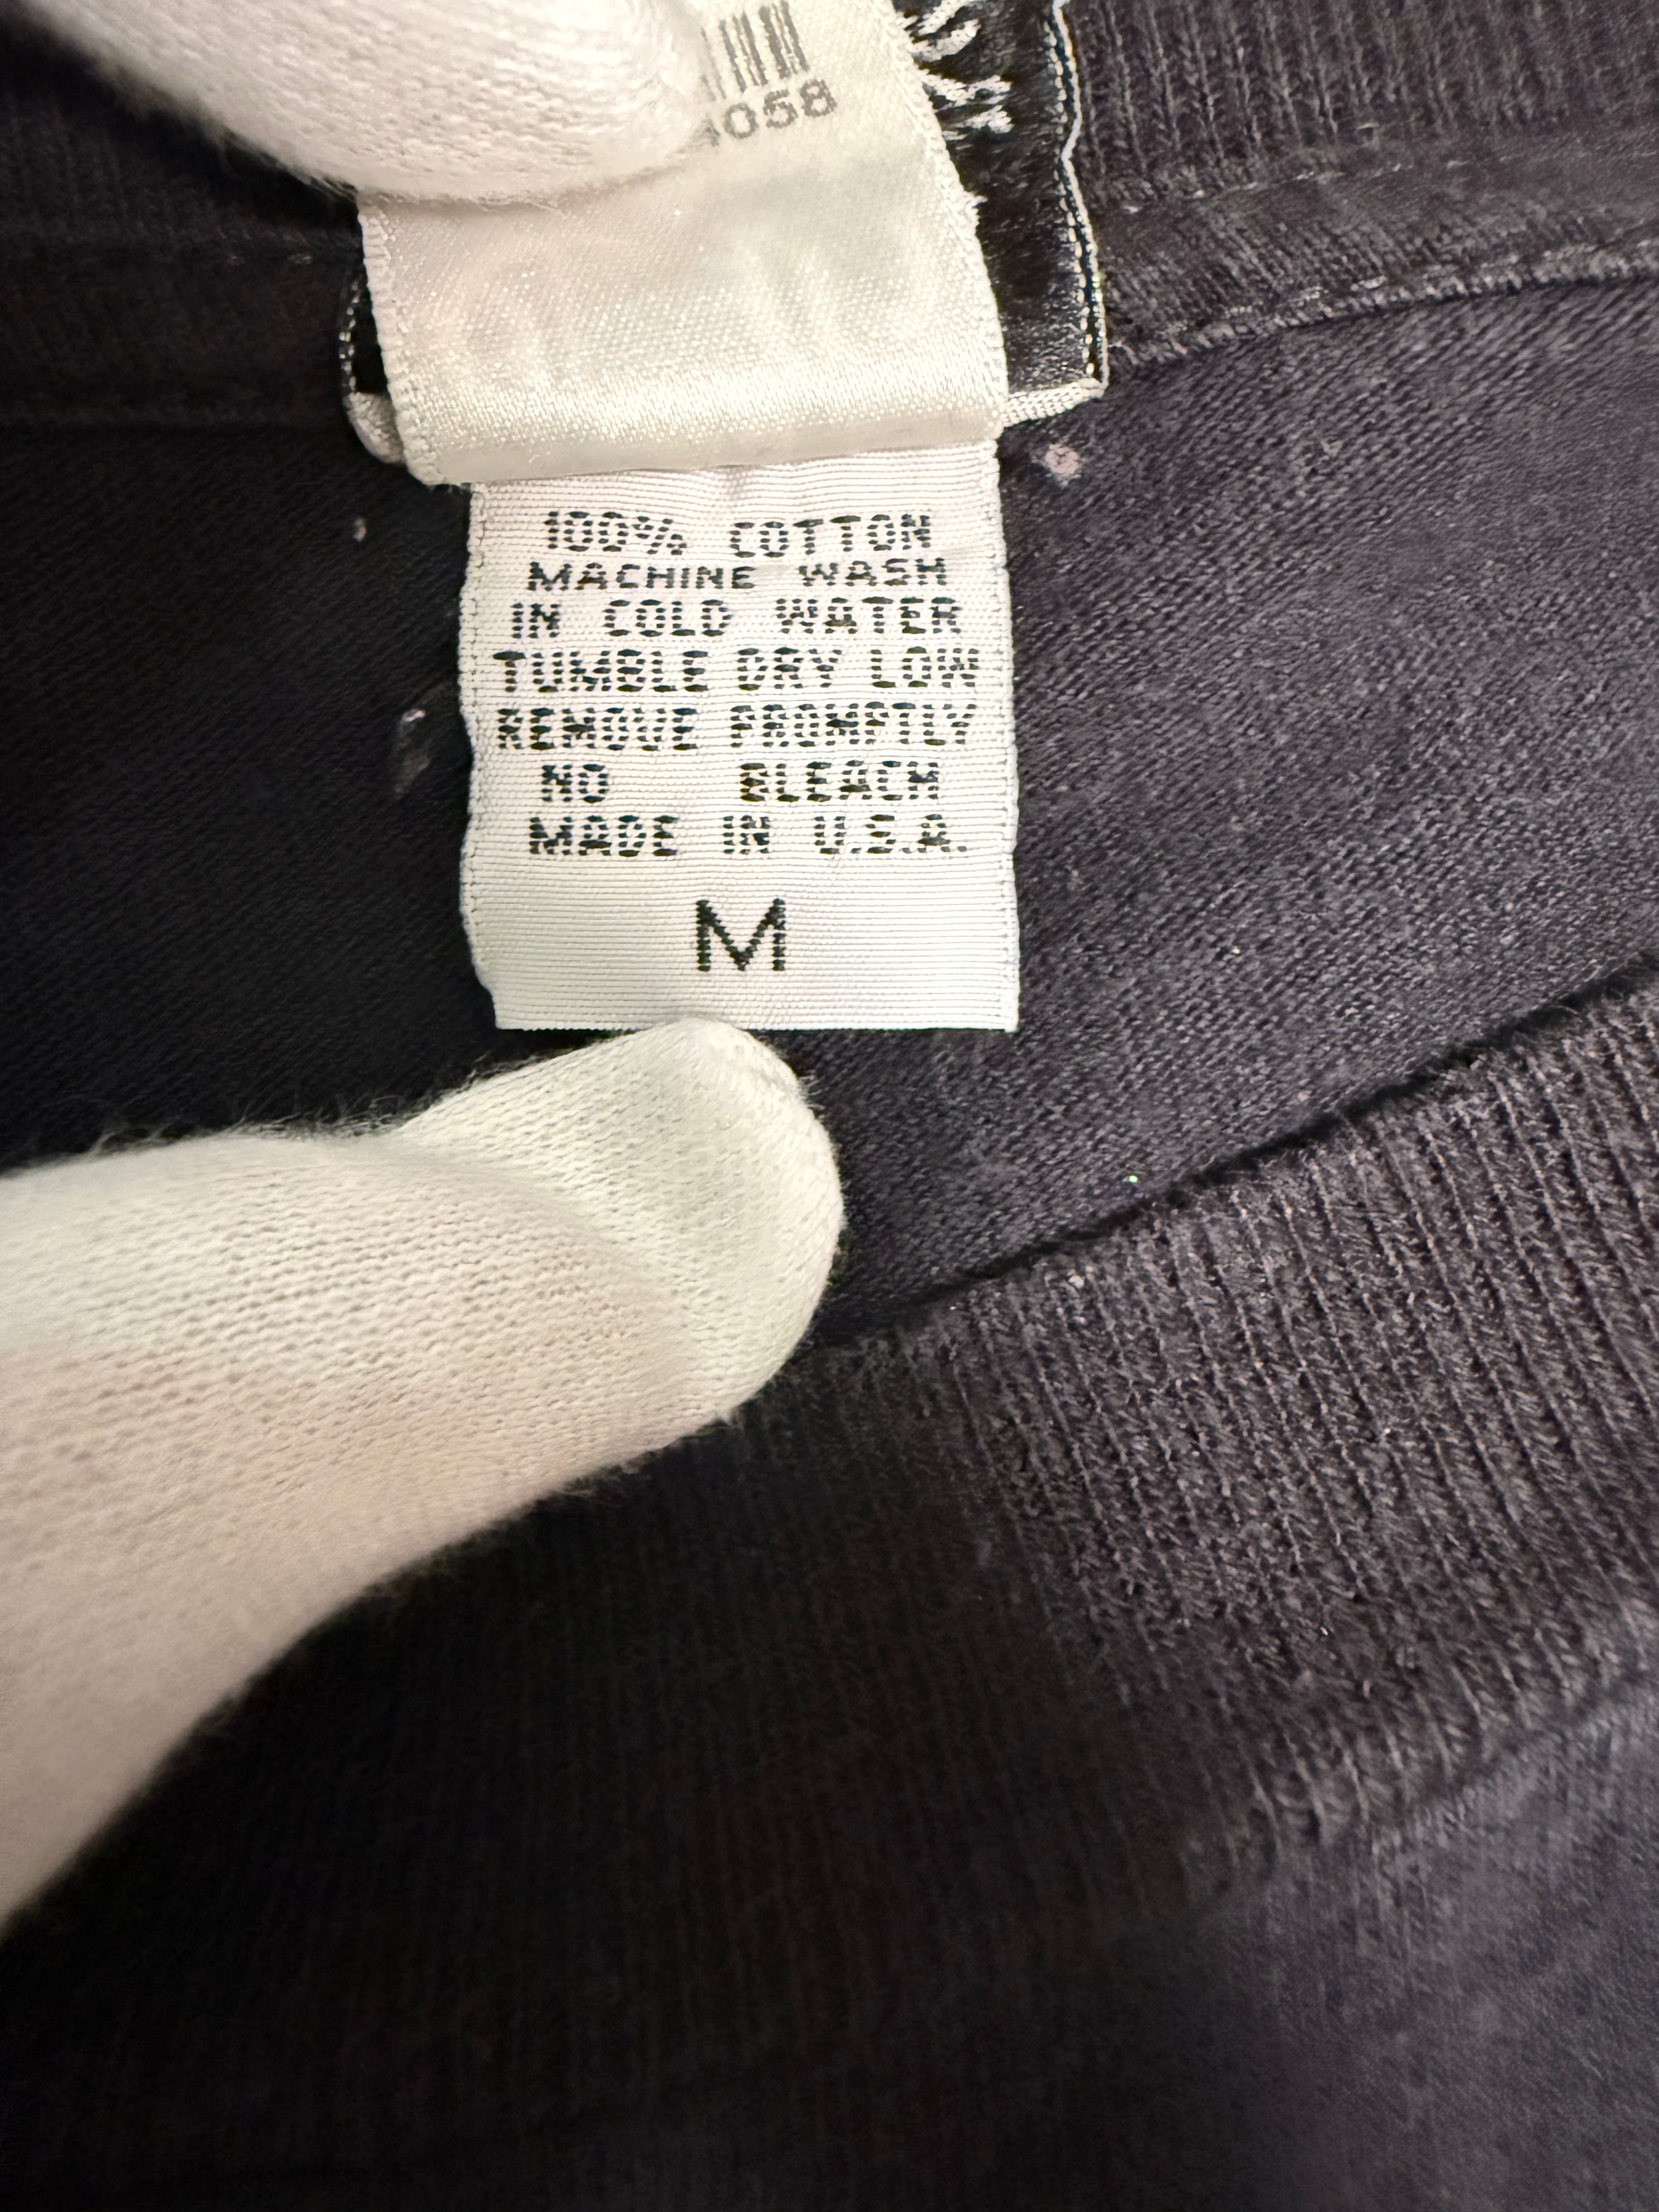 058
100% COTTON
MACHINE WASH
IN COLD WATER
TUMBLE DRY LOW
REMOVE PROMPTLY
NO BLEACH
MADE IN U.S.A.
M